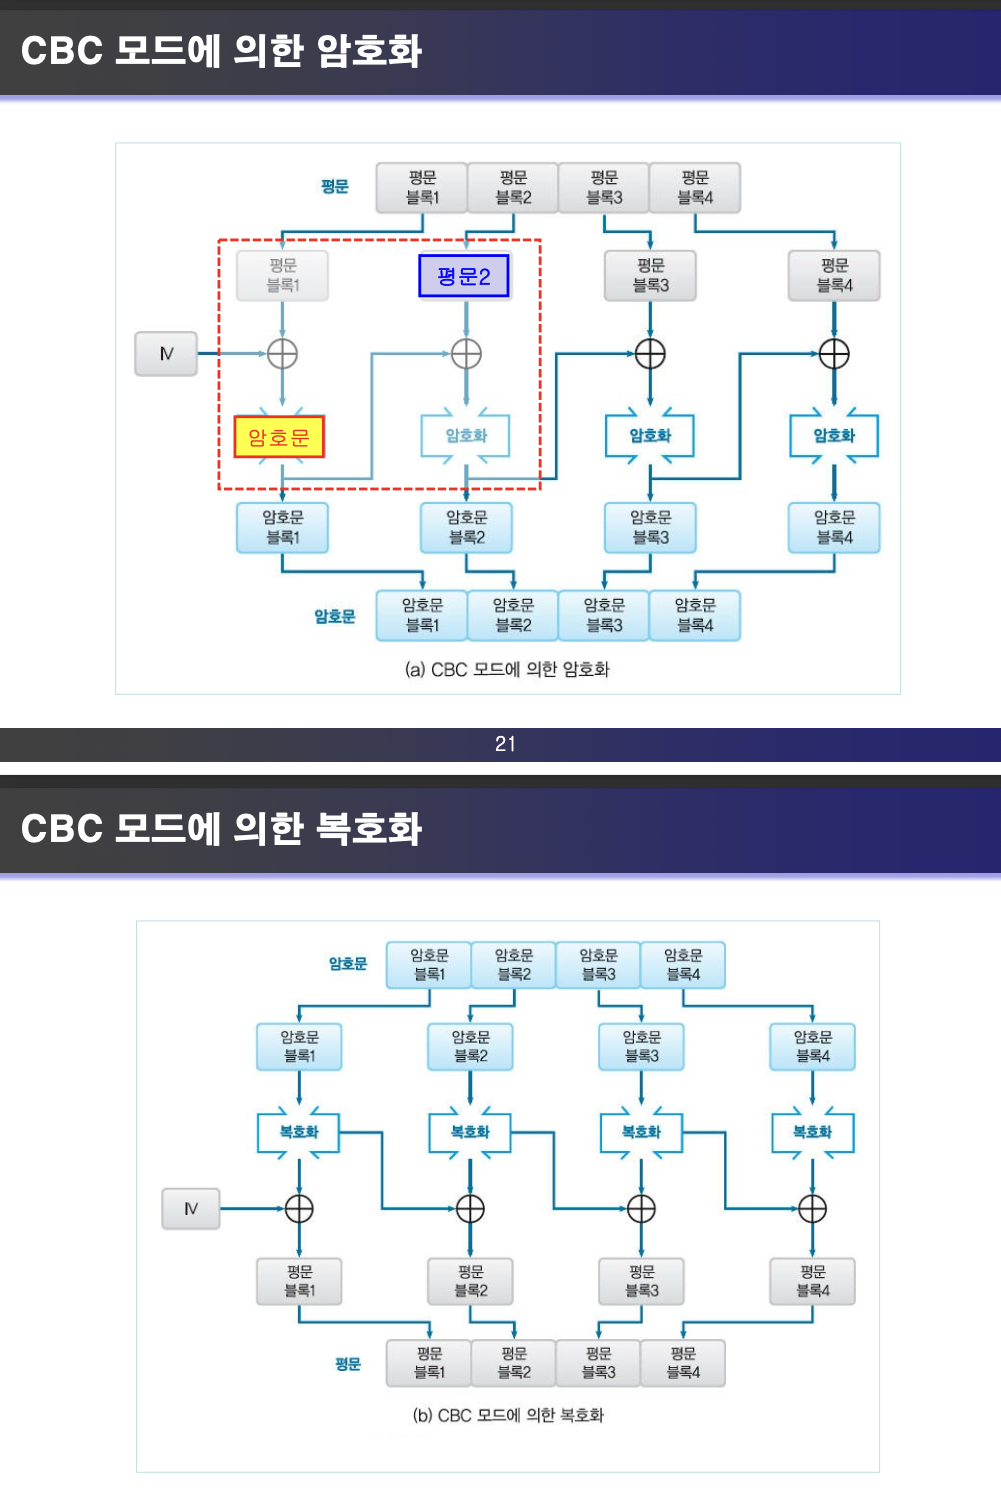 CBC 모드에 의한 암호화
평문
평문 평문 평문 평문
블록1 블록2 블록3 블록4
평문 평문2 평문 평문
블록1 블록3 블록4
IV
암호문 암호화 암호화 암호화
암호문 암호문 암호문 암호문
블록1 블록2 블록3 블록4
암호문
암호문 암호문 암호문 암호문
블록1 블록2 블록3 블록4
(a) CBC 모드에 의한 암호화
21
CBC 모드에 의한 복호화
암호문
암호문 암호문 암호문 암호문
블록1 블록2 블록3 블록4
암호문 암호문 암호문 암호문
블록1 블록2 블록3 블록4
복호화 복호화 복호화 복호화
IV
평문 평문 평문 평문
블록1 블록2 블록3 블록4
평문
평문 평문 평문 평문
블록1 블록2 블록3 블록4
(b) CBC 모드에 의한 복호화